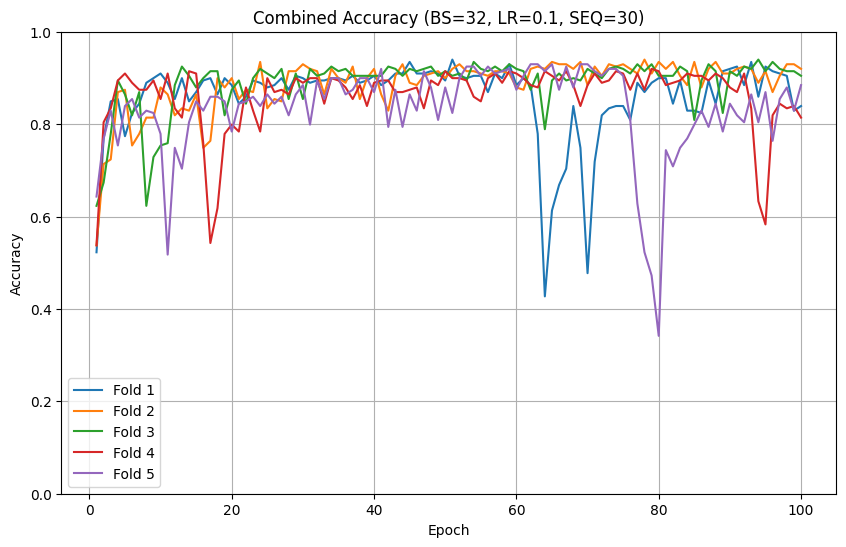 Combined Accuracy (BS=32, LR=0.1, SEQ=30)
1.0
0.8
0.6
0.4
0.2
0.0
Accuracy
Fold 1
Fold 2
Fold 3
Fold 4
Fold 5
0 20 40 60 80 100
Epoch